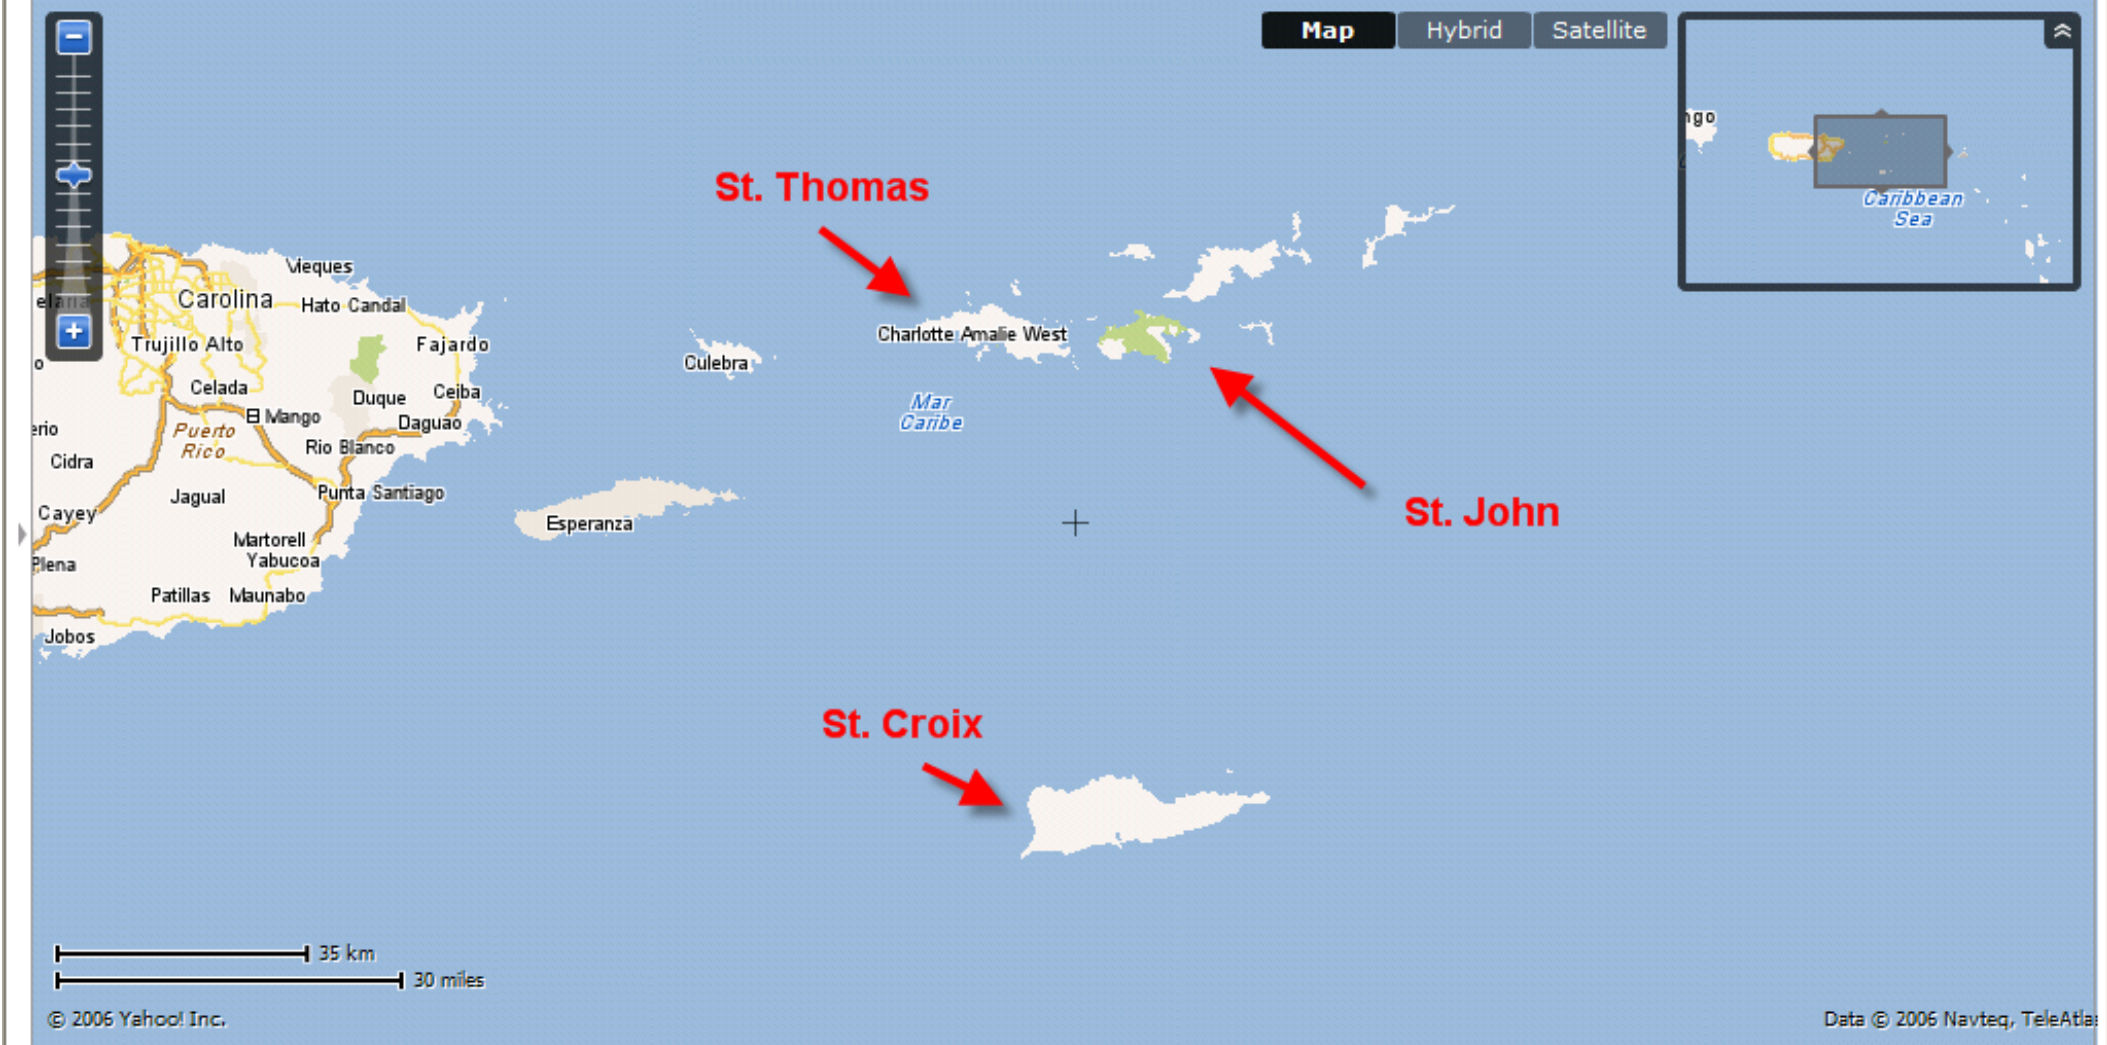 Map
Hybrid
Satellite
ngo
Caribbean
Sea
St. Thomas
Vieques
Carolina
Hato Candal
Trujillo Alto
Fajardo
Charlotte Amalie West
Culebra
Celada
Duque
Ceiba
Mango
Daguao
Mar
Caribe
erio
Puerto
Rico
Rio Blanco
Cidra
Jagual
Punta Santiago
Cayey
Esperanza
St. John
Martorell
Yabucoa
Plena
Patillas
Maunabo
Jobos
St. Croix
35 km
30 miles
© 2006 Yahoo! Inc.
Data © 2006 Navteq, TeleAtlas